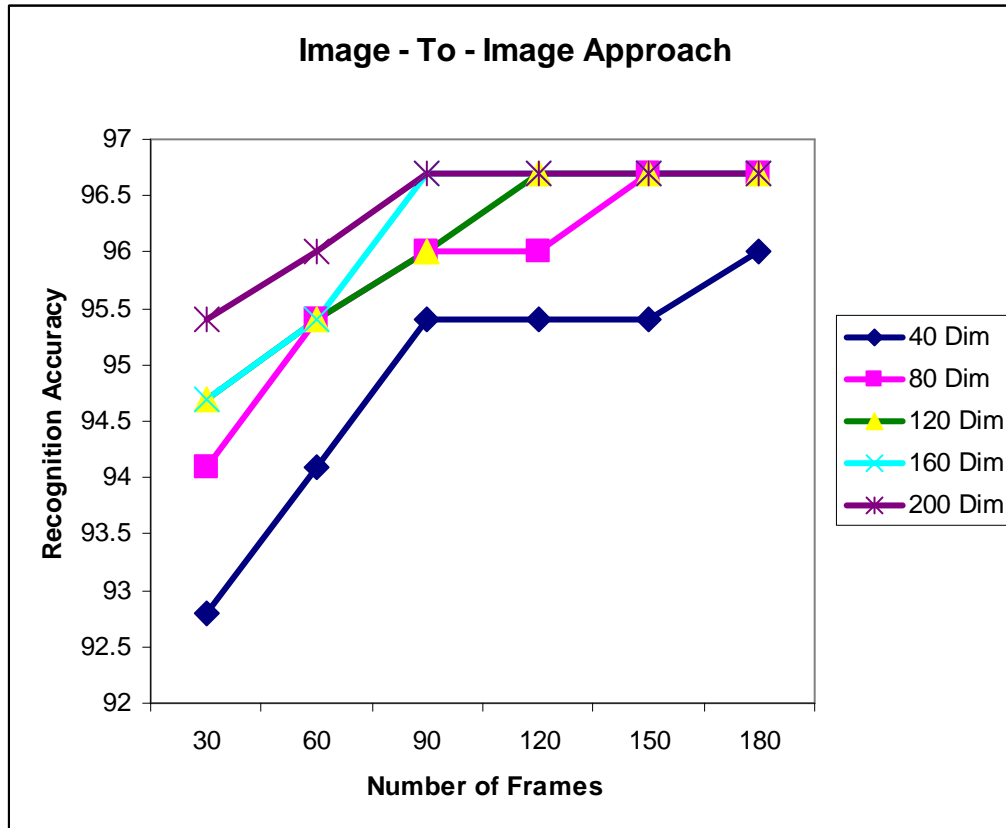 Image - To - Image Approach
97
96.5
96
95.5
95
94.5
94
93.5
93
92.5
92
Recognition Accuracy
30 60 90 120 150 180
Number of Frames
40 Dim
80 Dim
120 Dim
160 Dim
200 Dim